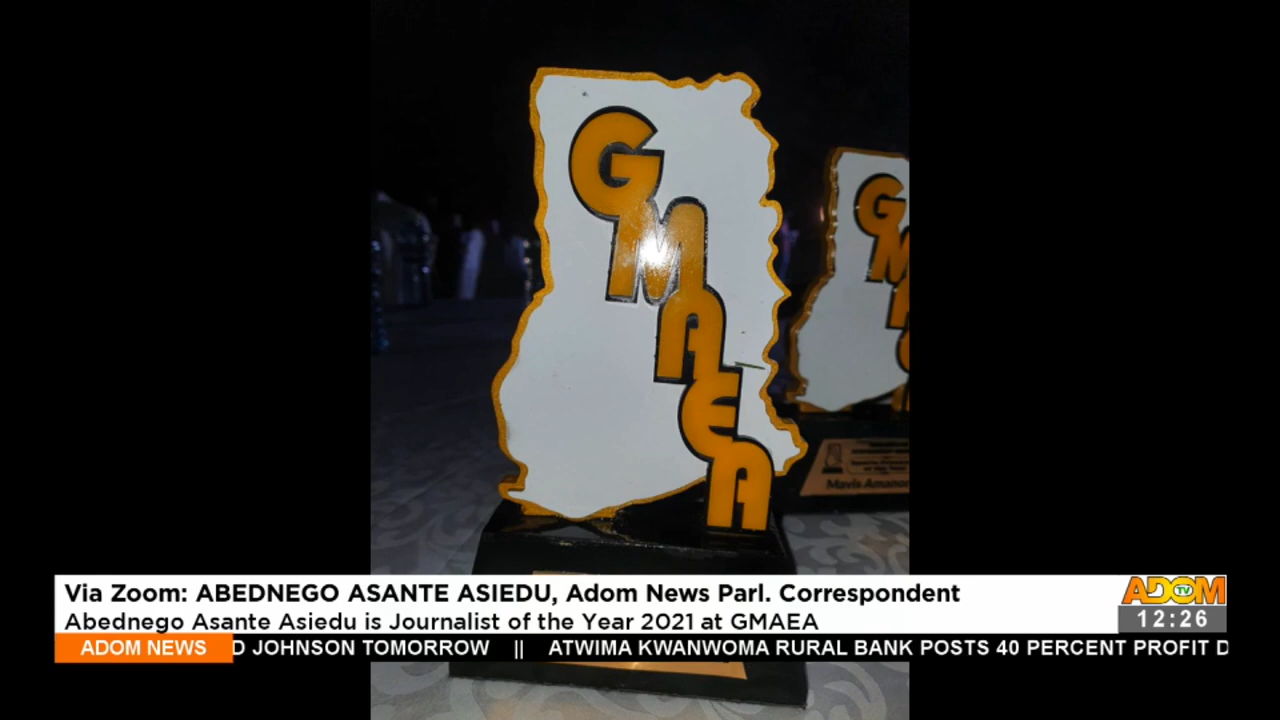 GMAEA
GM
Mavis Amanor
Via Zoom: ABEDNEGO ASANTE ASIEDU, Adom News Parl. Correspondent
Abednego Asante Asiedu is Journalist of the Year 2021 at GMAEA
ADOM TV
12:26
ADOM NEWS
D JOHNSON TOMORROW || ATWIMA KWANWOMA RURAL BANK POSTS 40 PERCENT PROFIT D